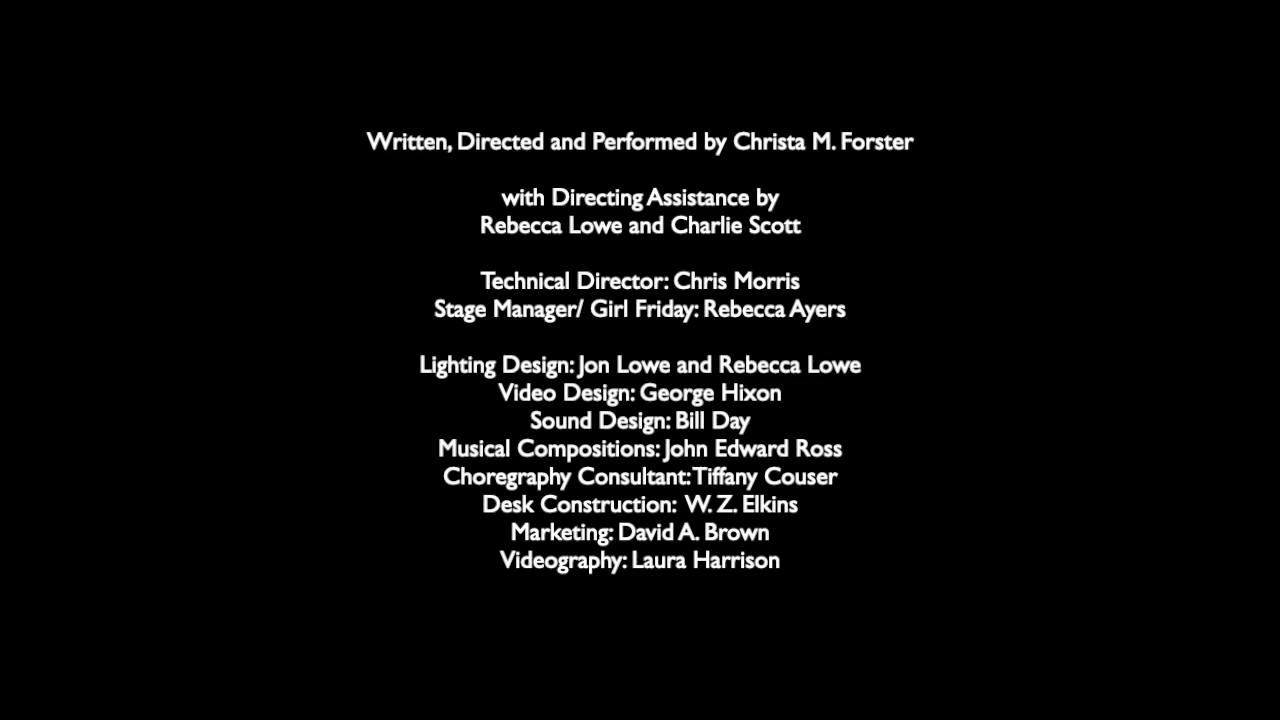 Written, Directed and Performed by Christa M. Forster
with Directing Assistance by
Rebecca Lowe and Charlie Scott
Technical Director: Chris Morris
Stage Manager/ Girl Friday: Rebecca Ayers
Lighting Design: Jon Lowe and Rebecca Lowe
Video Design: George Hixon
Sound Design: Bill Day
Musical Compositions: John Edward Ross
Choregraphy Consultant: Tiffany Couser
Desk Construction:  W. Z. Elkins
Marketing: David A. Brown
Videography: Laura Harrison